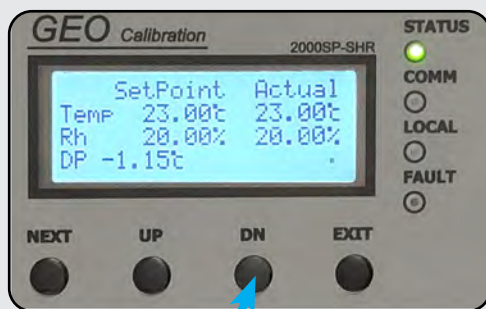 GEO Calibration
2000SP-SHR
STATUS
COMM
LOCAL
FAULT
SetPoint Actual
Temp 23.00℃ 23.00℃
Rh 20.00% 20.00%
DP -1.15℃
NEXT UP DN EXIT